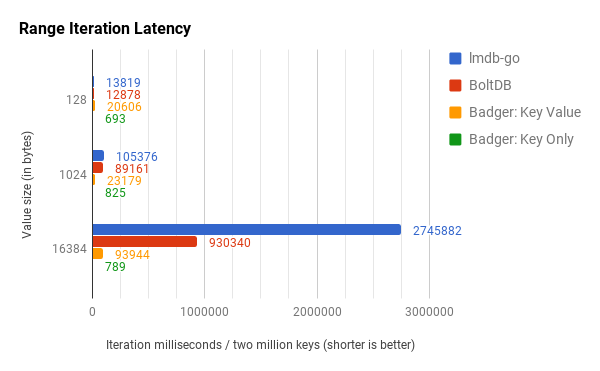 Range Iteration Latency
lmdb-go
BoltDB
Badger: Key Value
Badger: Key Only
Value size (in bytes)
128
13819
12878
20606
693
1024
105376
89161
23179
825
16384
2745882
930340
93944
789
0 1000000 2000000 3000000
Iteration milliseconds / two million keys (shorter is better)